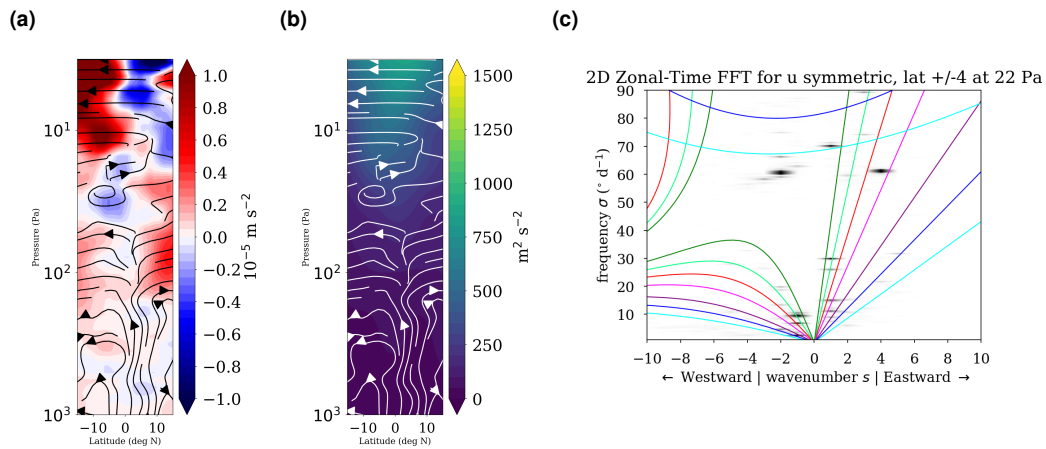 (a)
(b)
(c)
10¹
10²
10³
Pressure (Pa)
−10 0 10
Latitude (deg N)
1.0
0.8
0.6
0.4
0.2
0.0
−0.2
−0.4
−0.6
−0.8
−1.0
10⁻⁵ m s⁻²
10¹
10²
10³
Pressure (Pa)
−10 0 10
Latitude (deg N)
1500
1250
1000
750
500
250
0
m² s⁻²
2D Zonal-Time FFT for u symmetric, lat +/-4 at 22 Pa
90
80
70
60
50
40
30
20
10
frequency σ (° d⁻¹)
−10 −8 −6 −4 −2 0 2 4 6 8 10
← Westward | wavenumber s | Eastward →